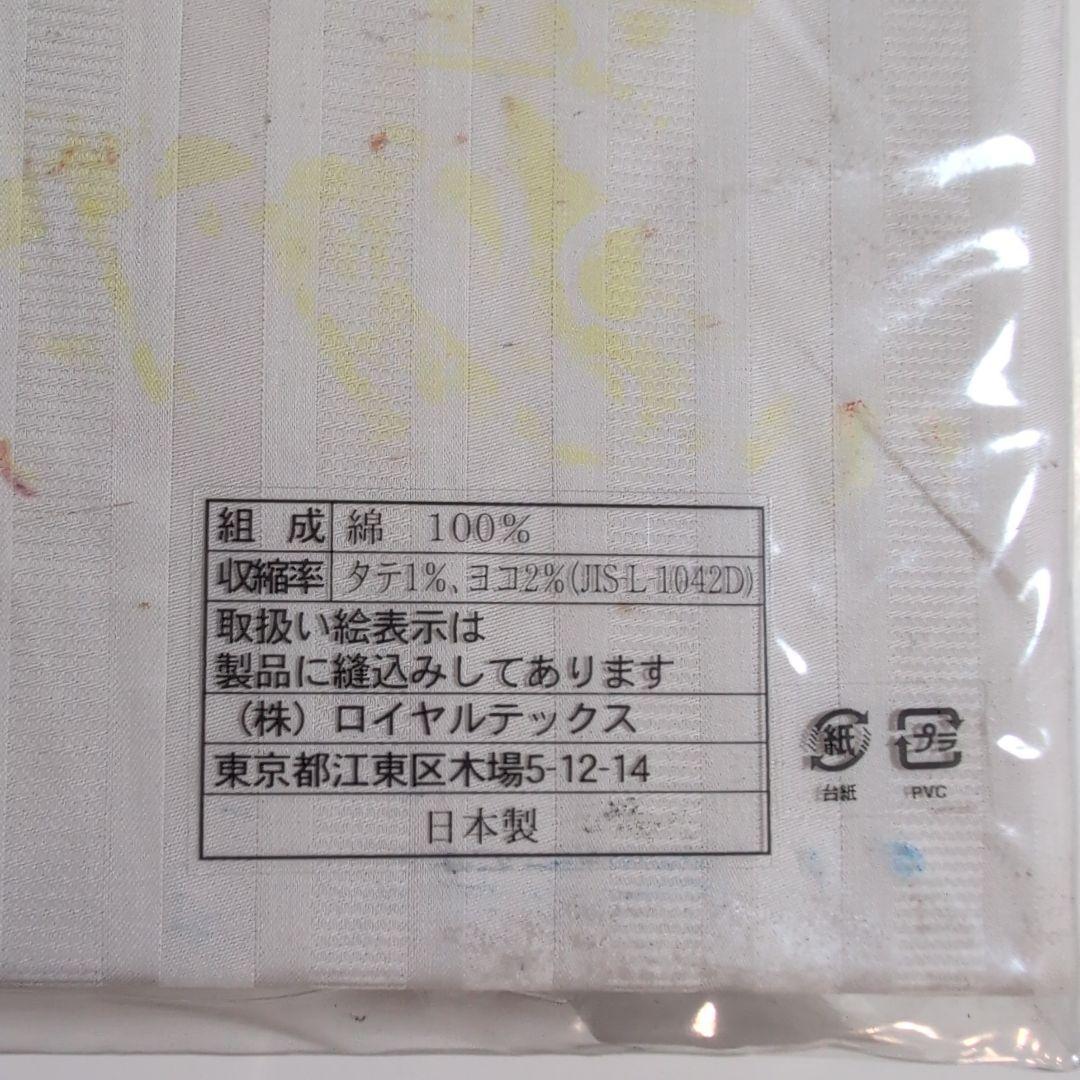 組 成 綿 100%
収縮率 タテ1%、ヨコ2%(JIS-L-1042D)
取扱い絵表示は
製品に縫込みしてあります
(株) ロイヤルテックス
東京都江東区木場5-12-14
日本製
紙 プラ
台紙 PVC